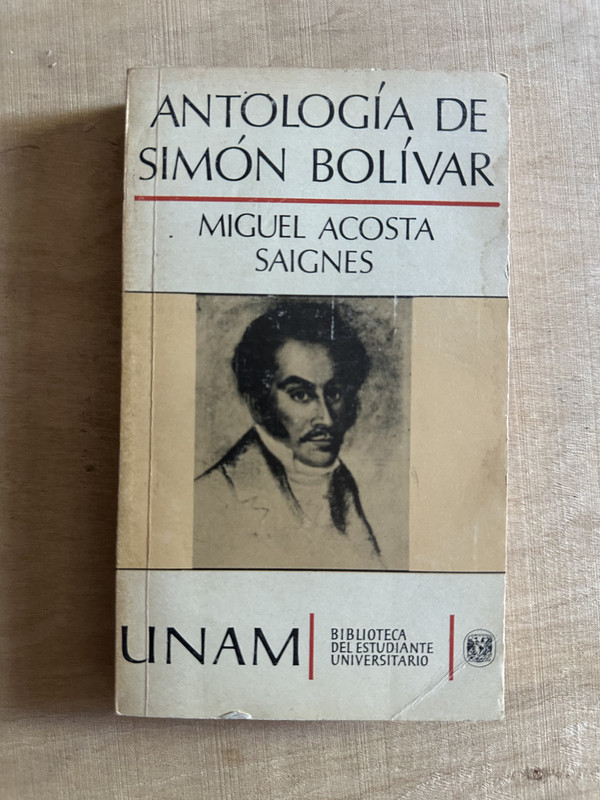 ANTOLOGÍA DE
SIMÓN BOLÍVAR
MIGUEL ACOSTA
SAIGNES
UNAM
BIBLIOTECA
DEL ESTUDIANTE
UNIVERSITARIO